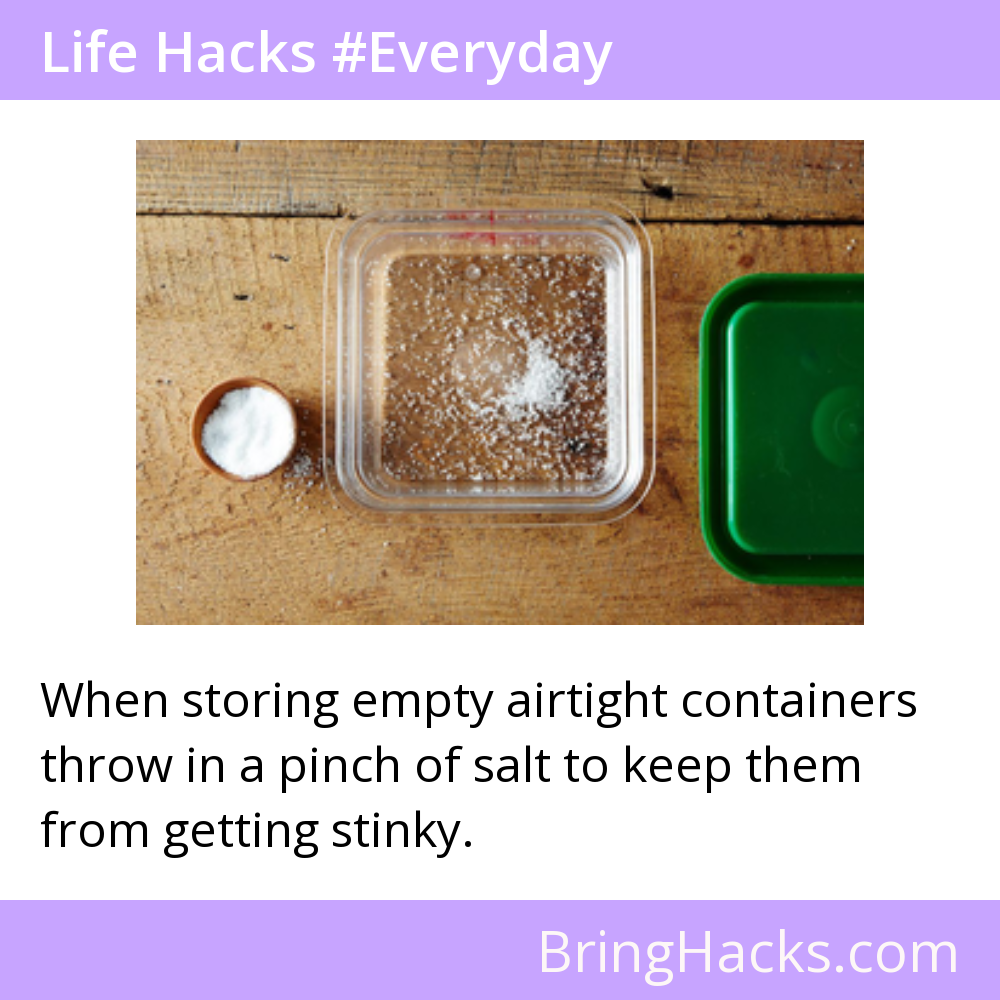 Life Hacks #Everyday
When storing empty airtight containers
throw in a pinch of salt to keep them
from getting stinky.
BringHacks.com